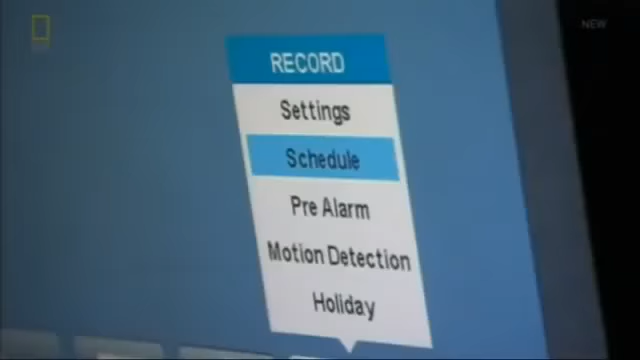 NEW
RECORD
Settings
Schedule
Pre Alarm
Motion Detection
Holiday